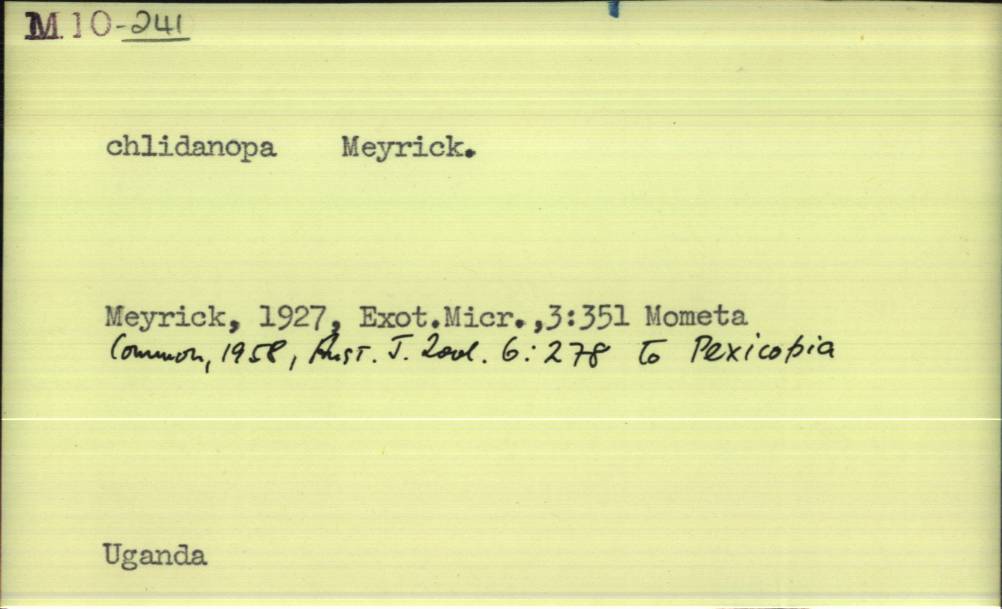 M.10-241
chlidanopa Meyrick.
Meyrick, 1927, Exot.Micr.,3:351 Mometa
Common, 1958, Aust. J. Zool. 6: 278 to Pexicopia
Uganda